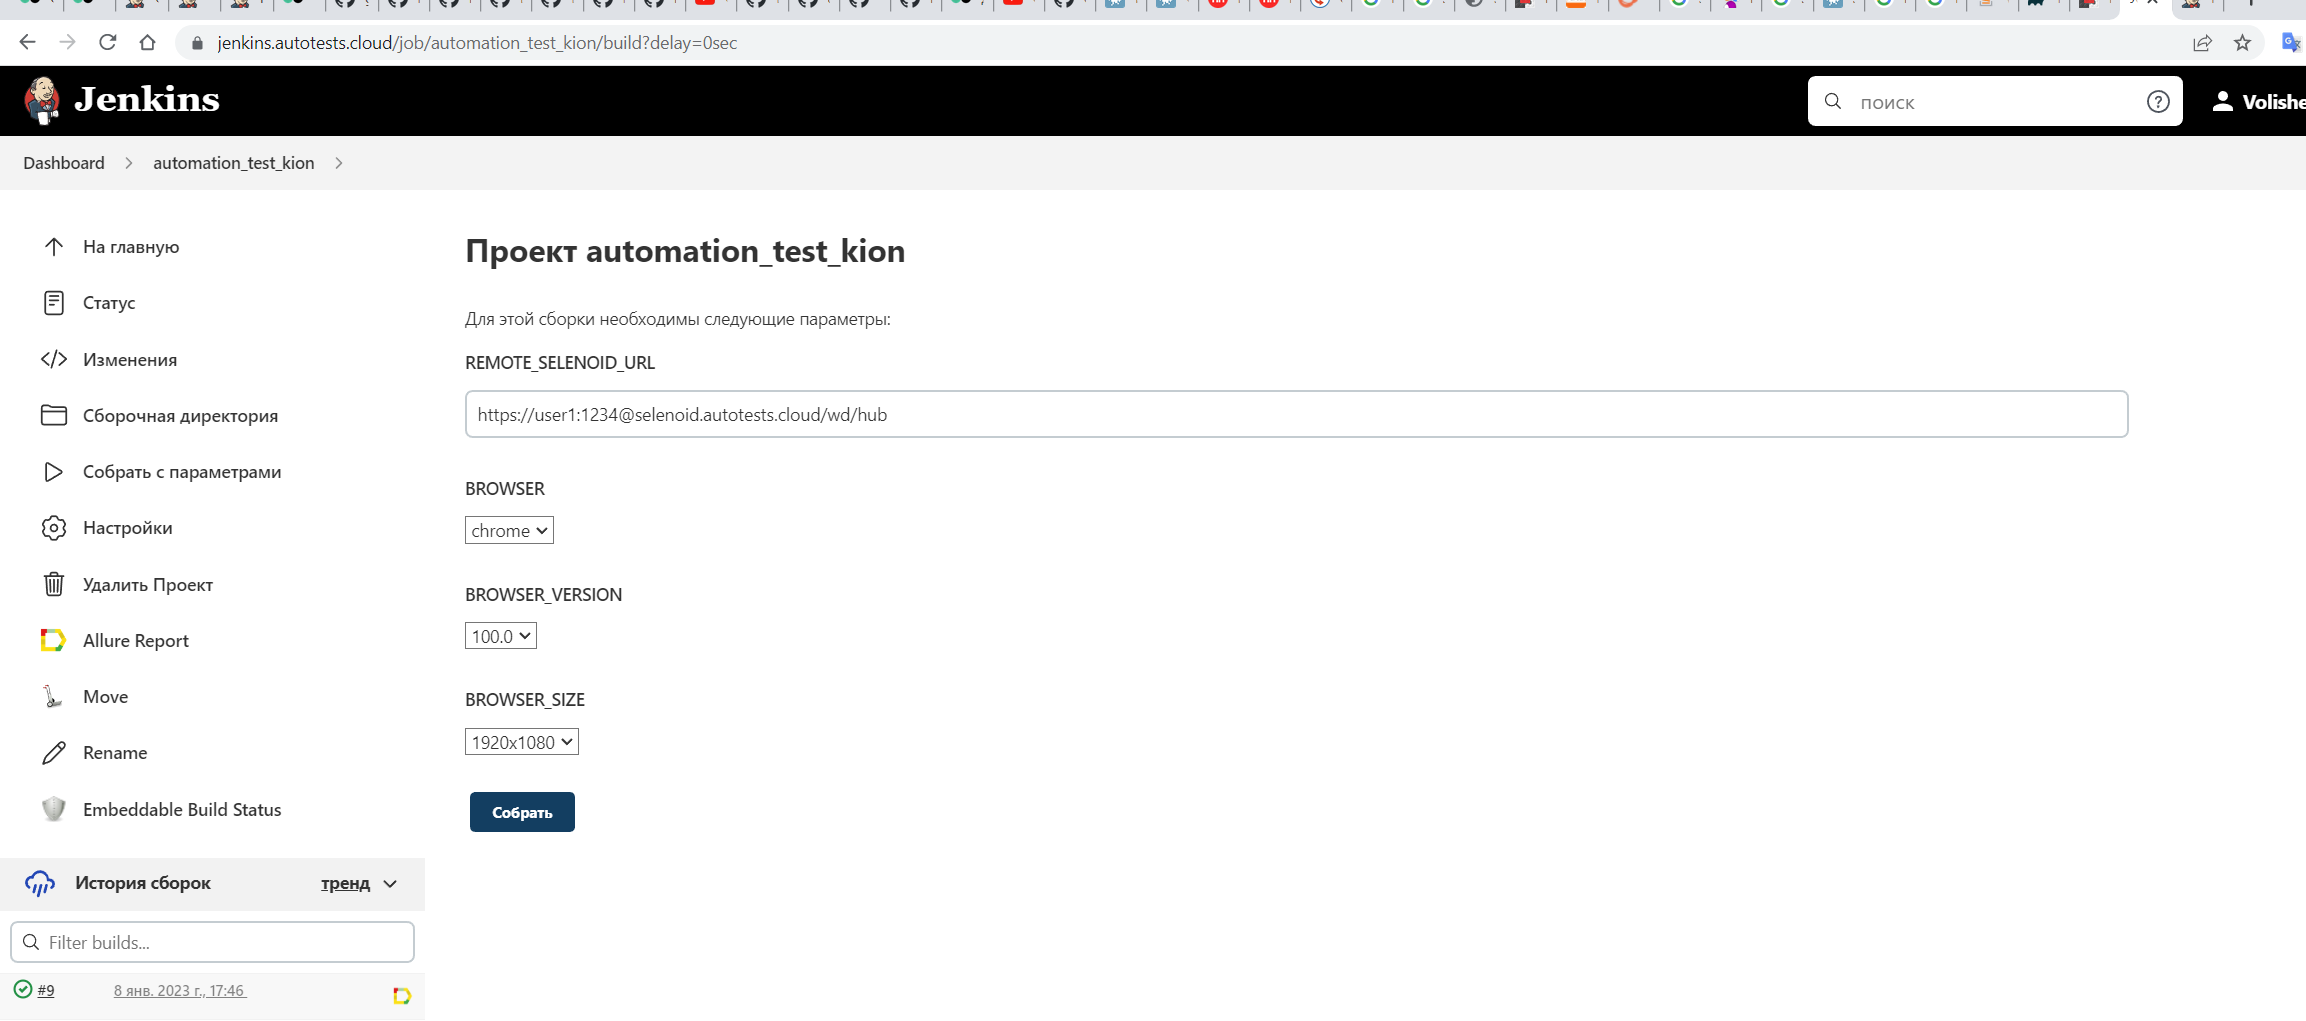 jenkins.autotests.cloud/job/automation_test_kion/build?delay=0sec
Jenkins
поиск
Volishe
Dashboard
automation_test_kion
На главную
Статус
Изменения
Сборочная директория
Собрать с параметрами
Настройки
Удалить Проект
Allure Report
Move
Rename
Embeddable Build Status
История сборок
тренд
Filter builds...
#9
8 янв. 2023 г., 17:46
Проект automation_test_kion
Для этой сборки необходимы следующие параметры:
REMOTE_SELENOID_URL
https://user1:1234@selenoid.autotests.cloud/wd/hub
BROWSER
chrome
BROWSER_VERSION
100.0
BROWSER_SIZE
1920x1080
Собрать